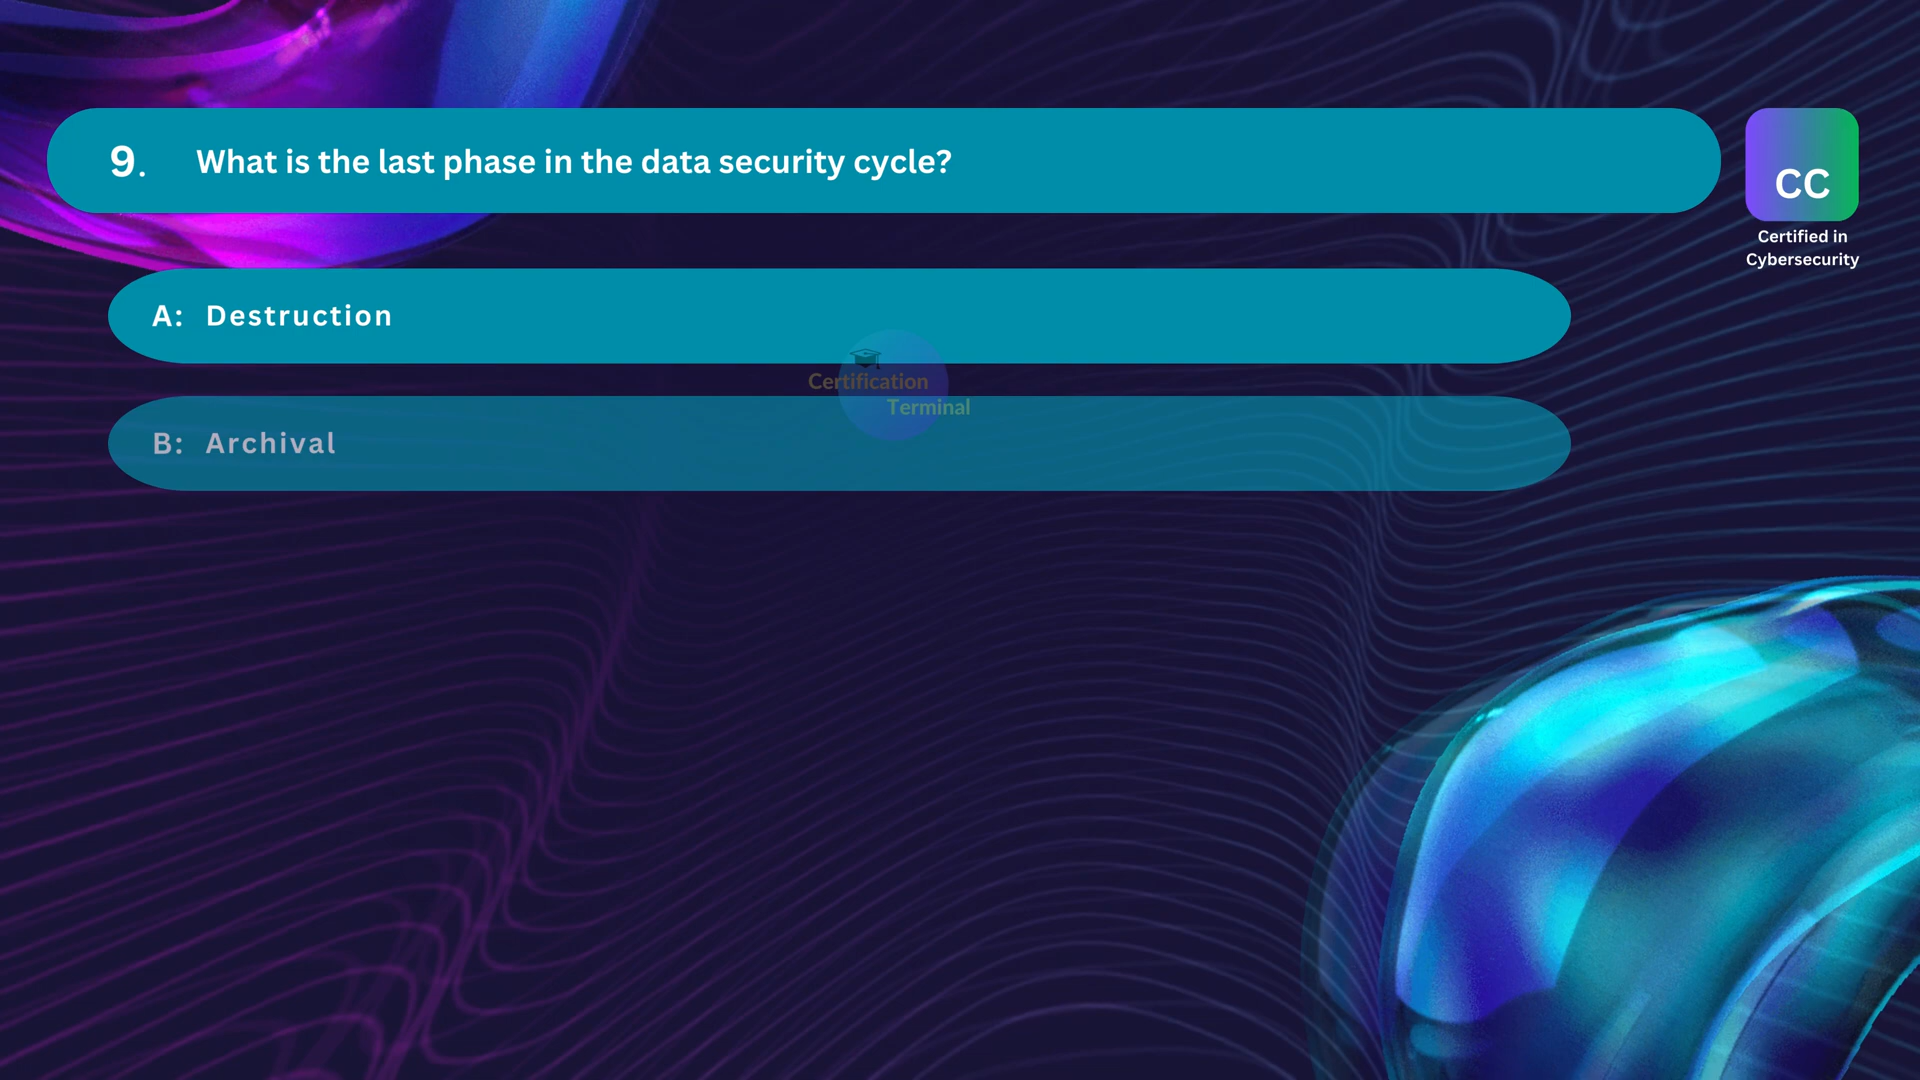 9. What is the last phase in the data security cycle?
CC
Certified in
Cybersecurity
A: Destruction
Certification
Terminal
B: Archival